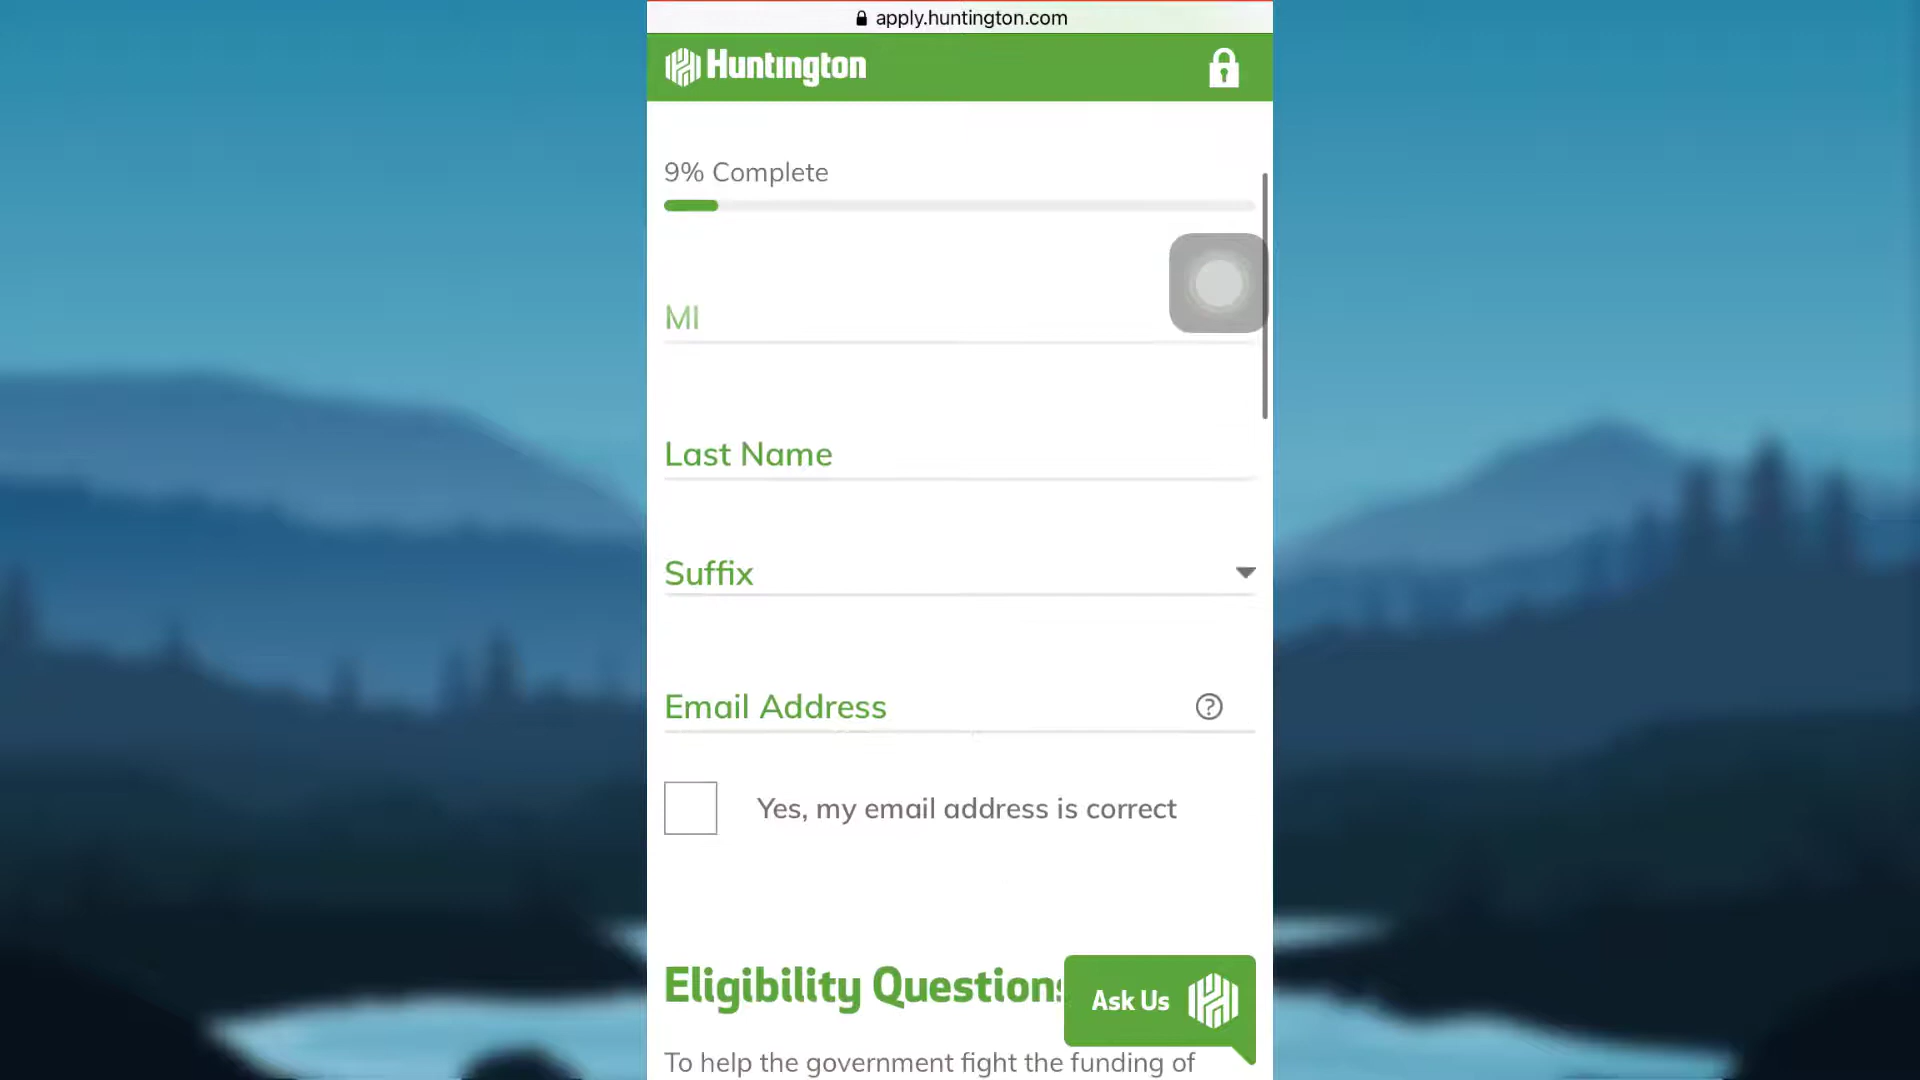 apply.huntington.com
Huntington
9% Complete
MI
Last Name
Suffix
Email Address
Yes, my email address is correct
Eligibility Questions
Ask Us
To help the government fight the funding of